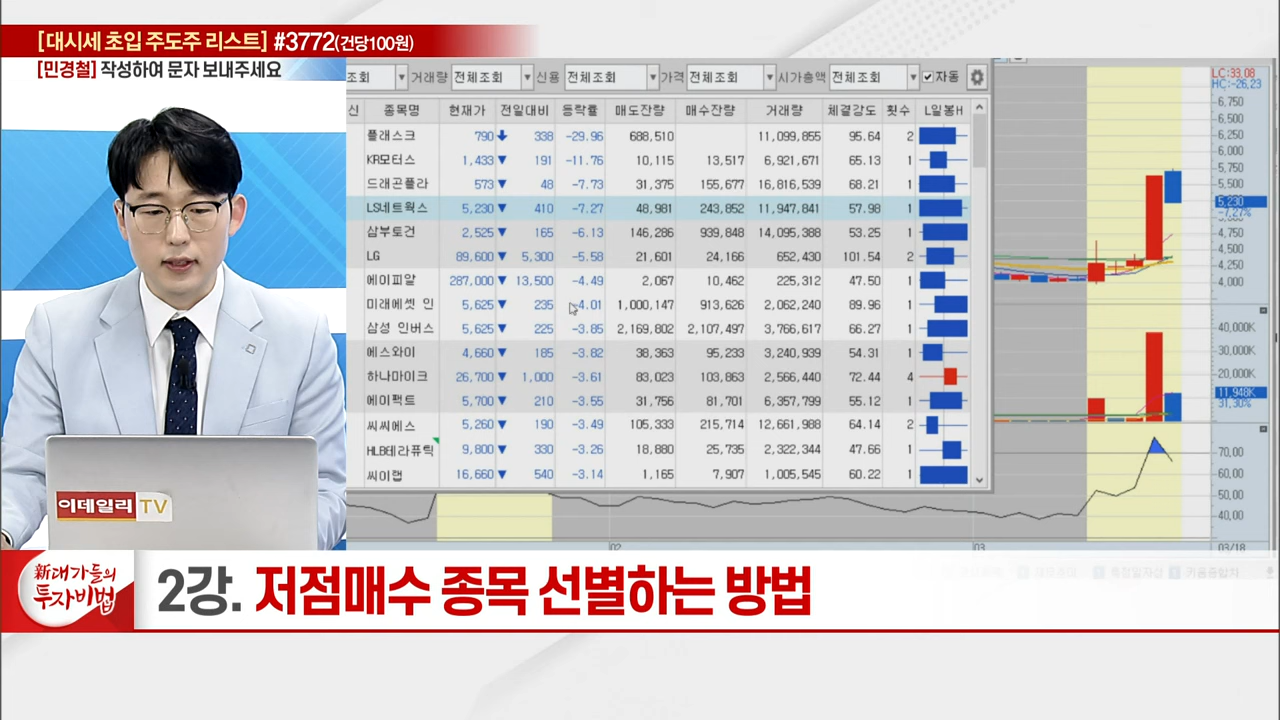 [대시세 초입 주도주 리스트] #3772(건당100원)
[민경철] 작성하여 문자 보내주세요
조회 거래량 전체조회 신용 전체조회 가격 전체조회 시가총액 전체조회 자동
신 종목명 현재가 전일대비 등락률 매도잔량 매수잔량 거래량 체결강도 횟수 L일봉H
플래스크 790 338 -29.96 688,510 11,099,855 95.64 2
KR모터스 1,433 ▼ 191 -11.76 10,115 13,517 6,921,671 65.13 1
드래곤플라 573 ▼ 48 -7.73 31,375 155,677 16,816,539 68.21 1
LS네트웍스 5,230 ▼ 410 -7.27 48,981 243,852 11,947,841 57.98 1
삼부토건 2,525 ▼ 165 -6.13 146,286 939,848 14,095,388 53.25 1
LG 89,600 ▼ 5,300 -5.58 21,601 24,166 652,430 101.54 2
에이피알 287,000 ▼ 13,500 -4.49 2,067 10,462 225,312 47.50 1
미래에셋 인 5,625 ▼ 235 -4.01 1,000,147 913,626 2,062,240 89.96 1
삼성 인버스 5,625 ▼ 225 -3.85 2,169,802 2,107,497 3,766,617 66.27 1
에스와이 4,660 ▼ 185 -3.82 38,363 95,233 3,240,939 54.31 1
하나마이크 26,700 ▼ 1,000 -3.61 83,023 103,863 2,566,440 72.44 4
에이팩트 5,700 ▼ 210 -3.55 31,756 81,701 6,357,799 55.12 1
씨씨에스 5,260 ▼ 190 -3.49 105,333 215,714 12,661,988 64.14 2
HLB테라퓨틱 9,800 ▼ 330 -3.26 18,880 25,735 2,322,344 47.66 1
씨이랩 16,660 ▼ 540 -3.14 1,165 7,907 1,005,545 60.22 1
LC:33.08
HC:-26.23
6,750
6,500
6,250
6,000
5,750
5,500
5,230
-7.27%
4,750
4,500
4,250
4,000
40,000K
30,000K
20,000K
11,948K
31.30%
70.00
60.00
50.00
40.00
02 03 03/18
이데일리 TV
新대가들의
투자비법
2강. 저점매수 종목 선별하는 방법